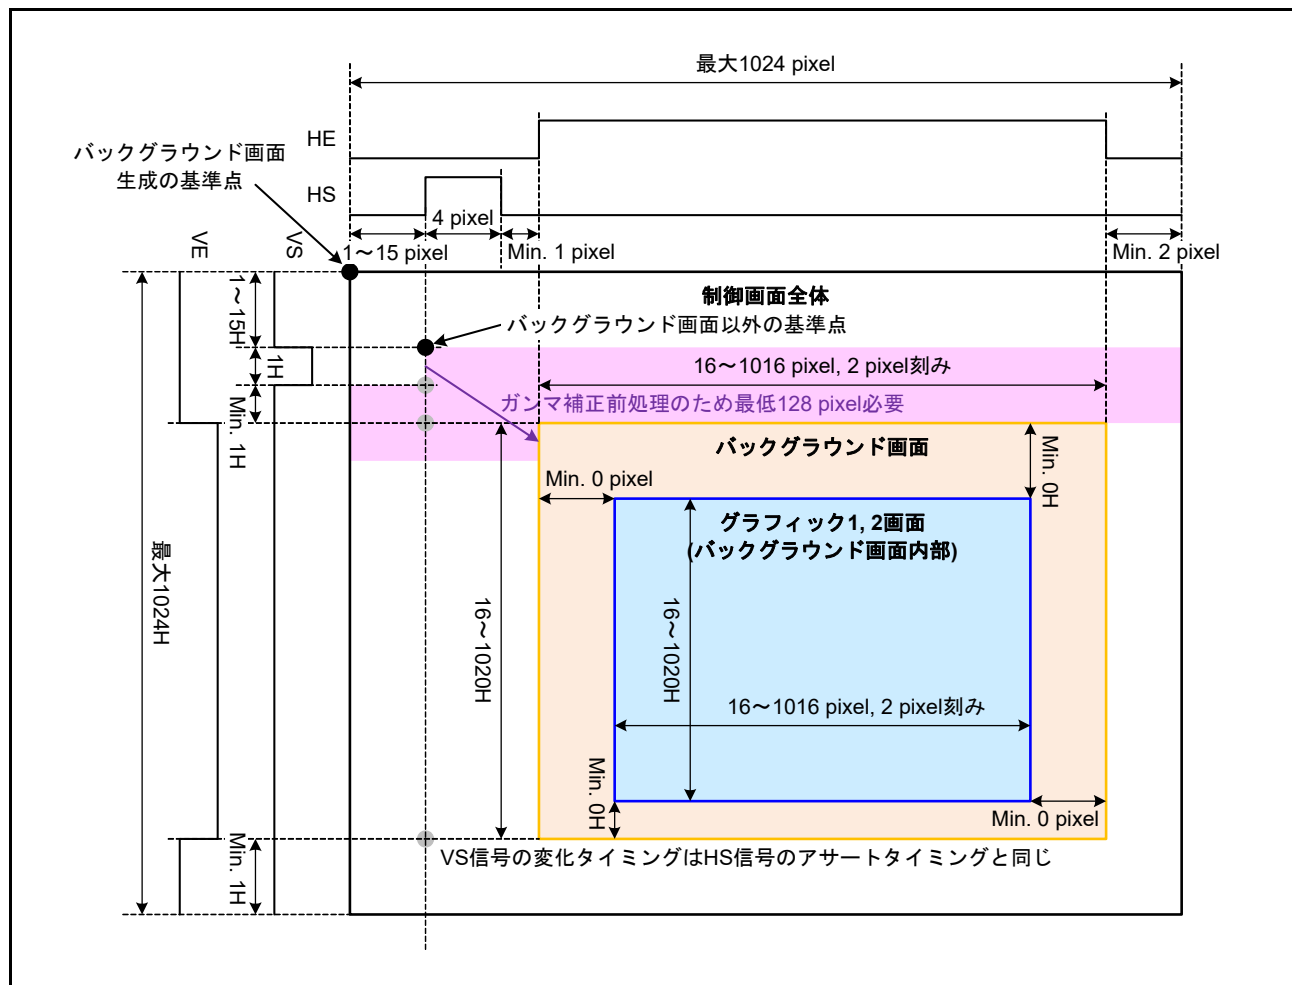 最大1024 pixel
HE
バックグラウンド画面
生成の基準点
HS
4 pixel
1～15 pixel
Min. 1 pixel
Min. 2 pixel
VE
VS
制御画面全体
1～15H
バックグラウンド画面以外の基準点
1H
16～1016 pixel, 2 pixel刻み
ガンマ補正前処理のため最低128 pixel必要
Min. 1H
バックグラウンド画面
Min. 0H
Min. 0 pixel
グラフィック1, 2画面
(バックグラウンド画面内部)
最大1024H
16～1020H
16～1020H
16～1016 pixel, 2 pixel刻み
Min. 0H
Min. 0 pixel
Min. 1H
VS信号の変化タイミングはHS信号のアサートタイミングと同じ